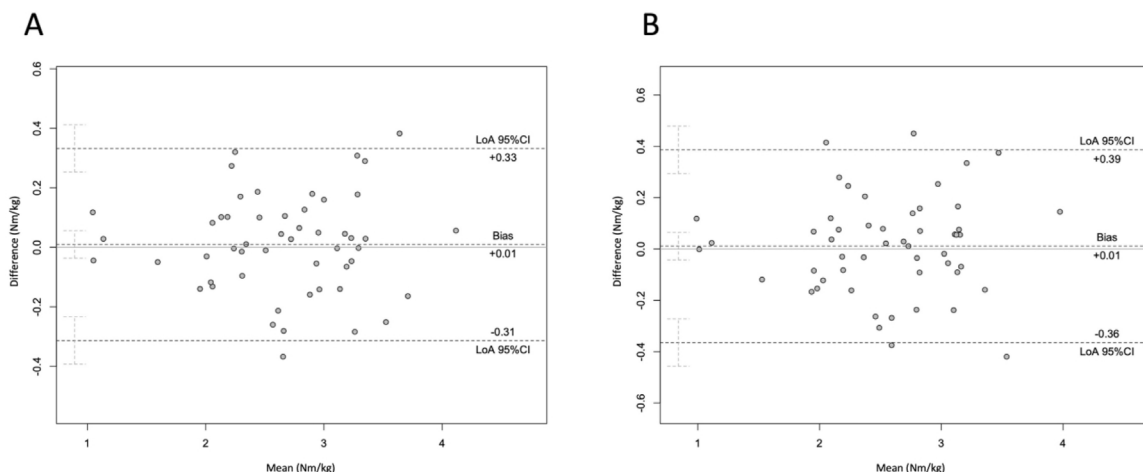 A
0.6
0.4
0.2
0.0
-0.2
-0.4
Difference (Nm/kg)
LoA 95%CI
+0.33
Bias
+0.01
-0.31
LoA 95%CI
1
2
3
4
Mean (Nm/kg)
B
0.6
0.4
0.2
0.0
-0.2
-0.4
-0.6
Difference (Nm/kg)
LoA 95%CI
+0.39
Bias
+0.01
-0.36
LoA 95%CI
1
2
3
4
Mean (Nm/kg)